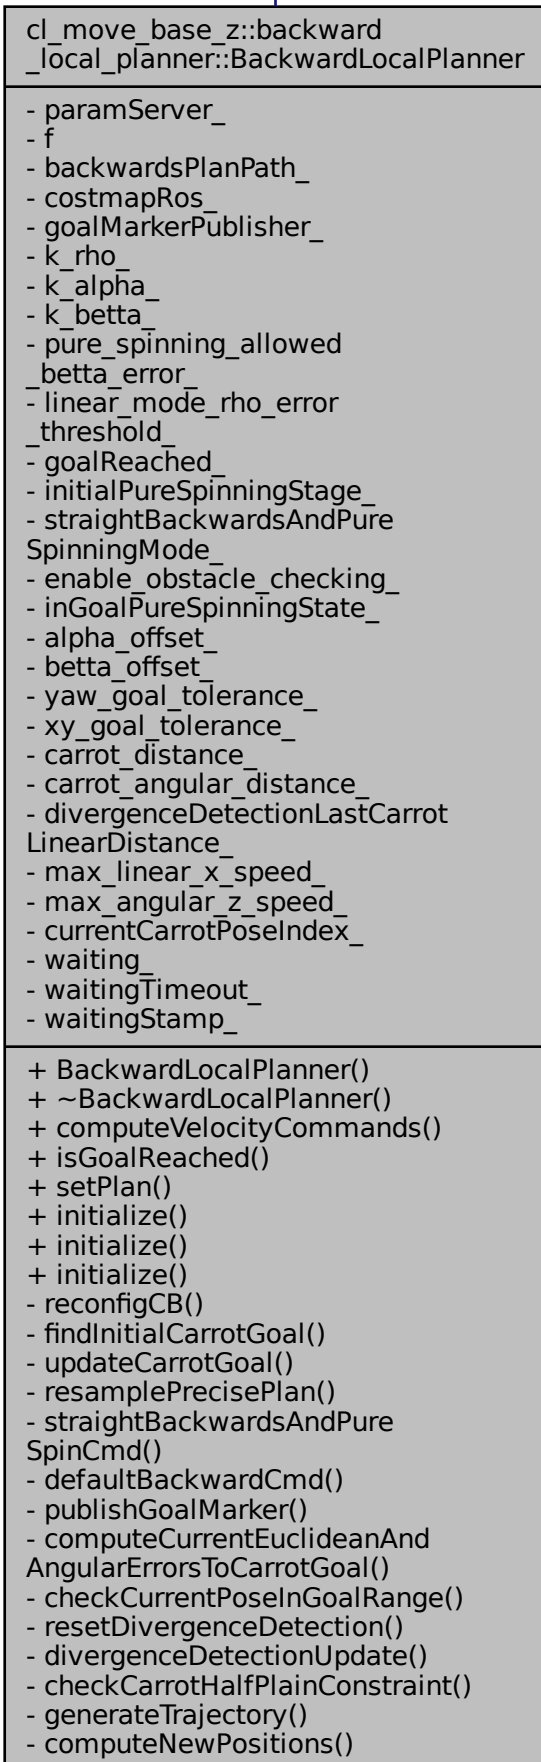 cl_move_base_z::backward
_local_planner::BackwardLocalPlanner
- paramServer_
- f
- backwardsPlanPath_
- costmapRos_
- goalMarkerPublisher_
- k_rho_
- k_alpha_
- k_betta_
- pure_spinning_allowed
_betta_error_
- linear_mode_rho_error
_threshold_
- goalReached_
- initialPureSpinningStage_
- straightBackwardsAndPure
SpinningMode_
- enable_obstacle_checking_
- inGoalPureSpinningState_
- alpha_offset_
- betta_offset_
- yaw_goal_tolerance_
- xy_goal_tolerance_
- carrot_distance_
- carrot_angular_distance_
- divergenceDetectionLastCarrot
LinearDistance_
- max_linear_x_speed_
- max_angular_z_speed_
- currentCarrotPoseIndex_
- waiting_
- waitingTimeout_
- waitingStamp_
+ BackwardLocalPlanner()
+ ~BackwardLocalPlanner()
+ computeVelocityCommands()
+ isGoalReached()
+ setPlan()
+ initialize()
+ initialize()
+ initialize()
- reconfigCB()
- findInitialCarrotGoal()
- updateCarrotGoal()
- resamplePrecisePlan()
- straightBackwardsAndPure
SpinCmd()
- defaultBackwardCmd()
- publishGoalMarker()
- computeCurrentEuclideanAnd
AngularErrorsToCarrotGoal()
- checkCurrentPoseInGoalRange()
- resetDivergenceDetection()
- divergenceDetectionUpdate()
- checkCarrotHalfPlainConstraint()
- generateTrajectory()
- computeNewPositions()